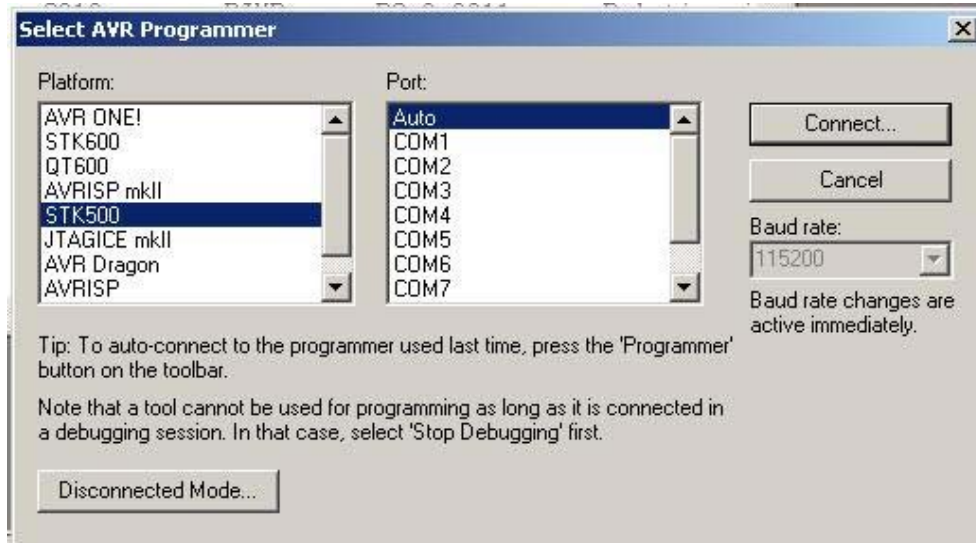 Select AVR Programmer
Platform:
Port:
AVR ONE!
STK600
QT600
AVRISP mkII
STK500
JTAGICE mkII
AVR Dragon
AVRISP
Auto
COM1
COM2
COM3
COM4
COM5
COM6
COM7
Connect...
Cancel
Baud rate:
115200
Baud rate changes are
active immediately.
Tip: To auto-connect to the programmer used last time, press the 'Programmer'
button on the toolbar.
Note that a tool cannot be used for programming as long as it is connected in
a debugging session. In that case, select 'Stop Debugging' first.
Disconnected Mode...